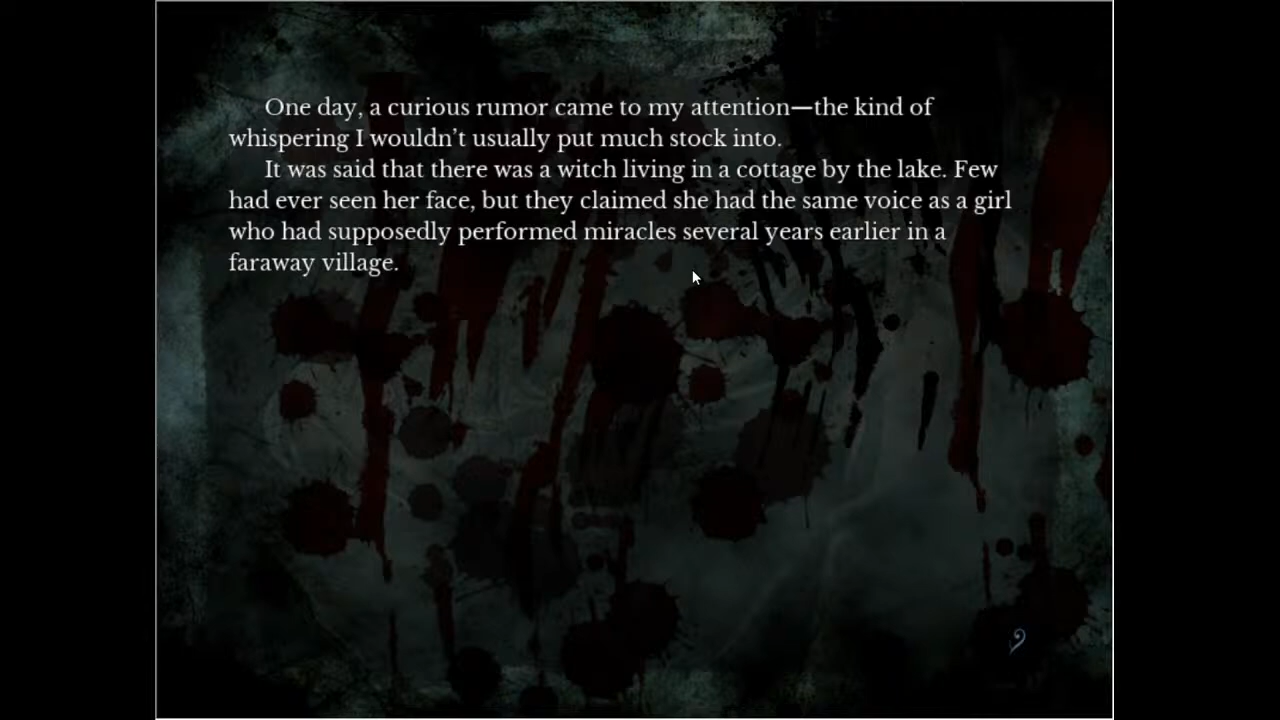 One day, a curious rumor came to my attention—the kind of
whispering I wouldn’t usually put much stock into.
It was said that there was a witch living in a cottage by the lake. Few
had ever seen her face, but they claimed she had the same voice as a girl
who had supposedly performed miracles several years earlier in a
faraway village.